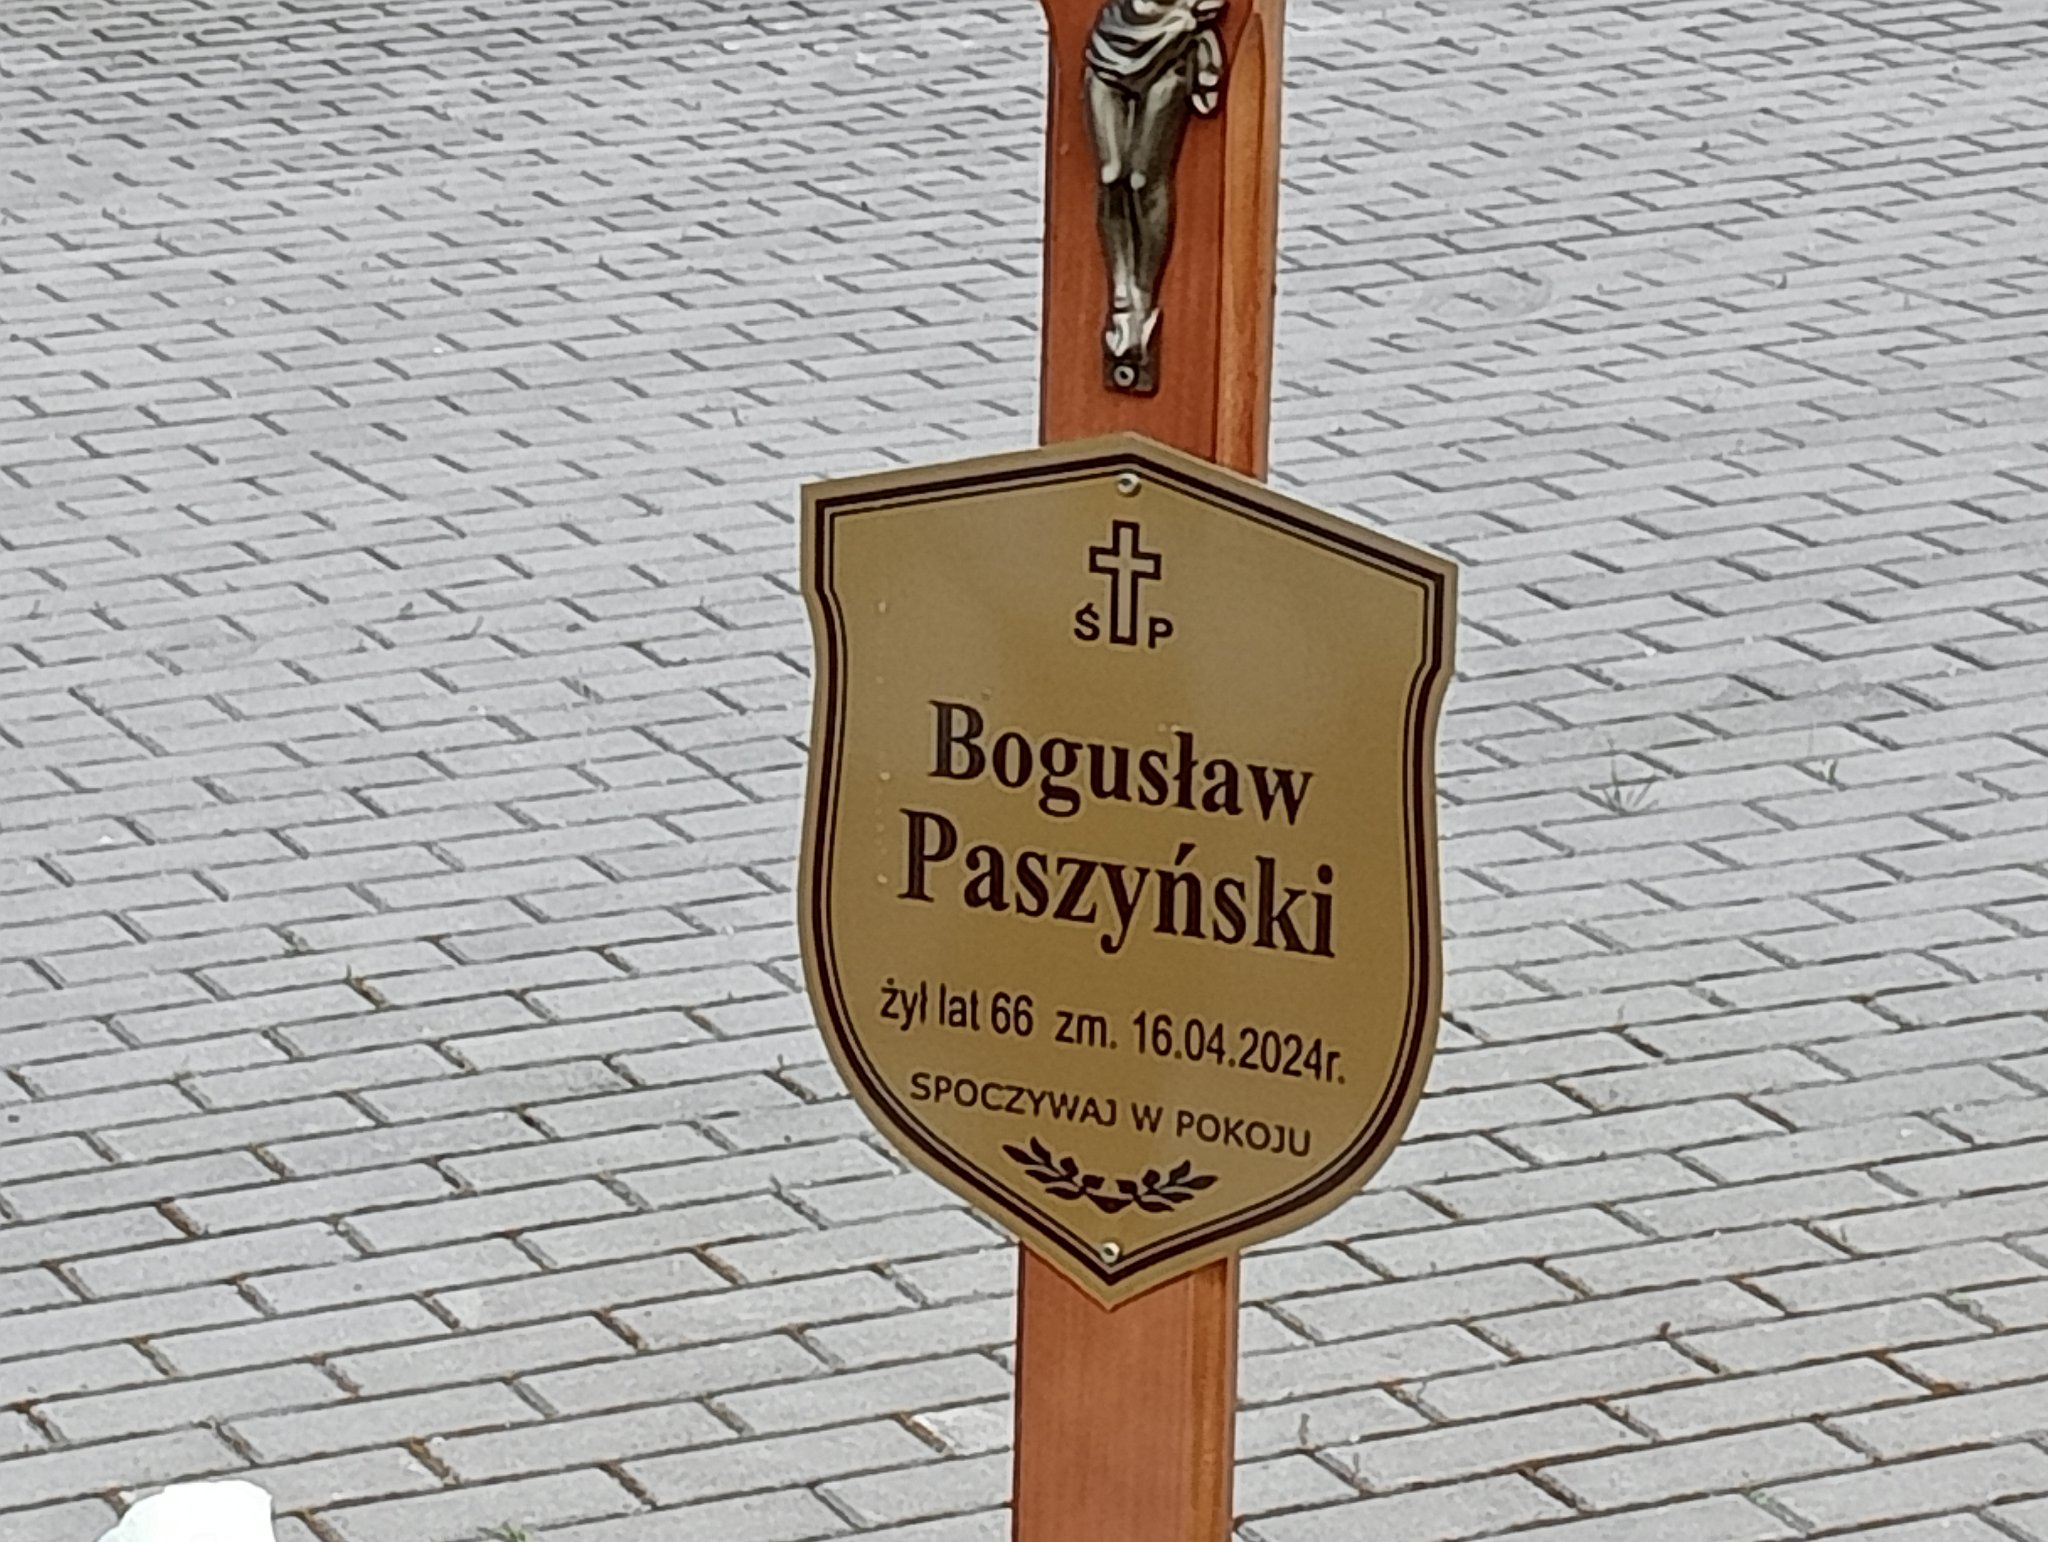 Ś P
Bogusław
Paszyński
żył lat 66 zm. 16.04.2024r.
SPOCZYWAJ W POKOJU